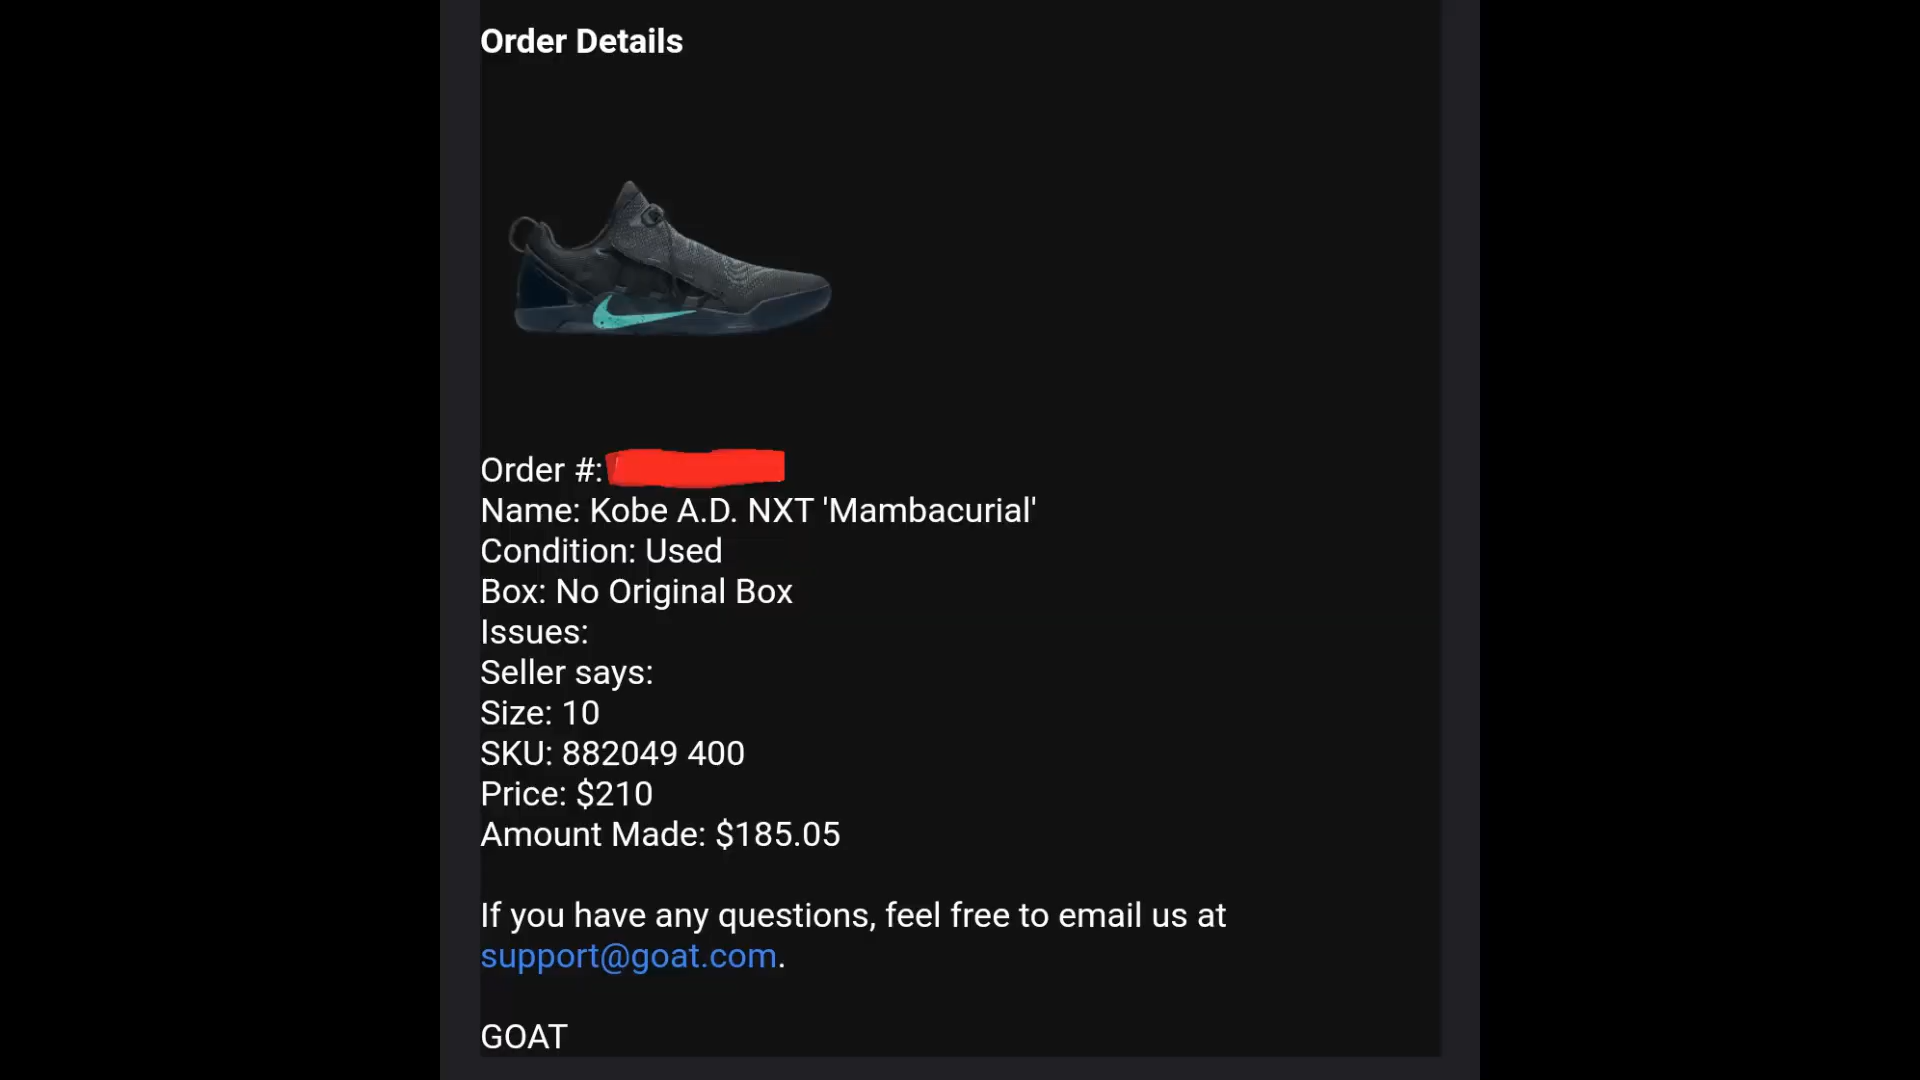 Order Details
Order #:
Name: Kobe A.D. NXT 'Mambacurial'
Condition: Used
Box: No Original Box
Issues:
Seller says:
Size: 10
SKU: 882049 400
Price: $210
Amount Made: $185.05
If you have any questions, feel free to email us at
support@goat.com.
GOAT